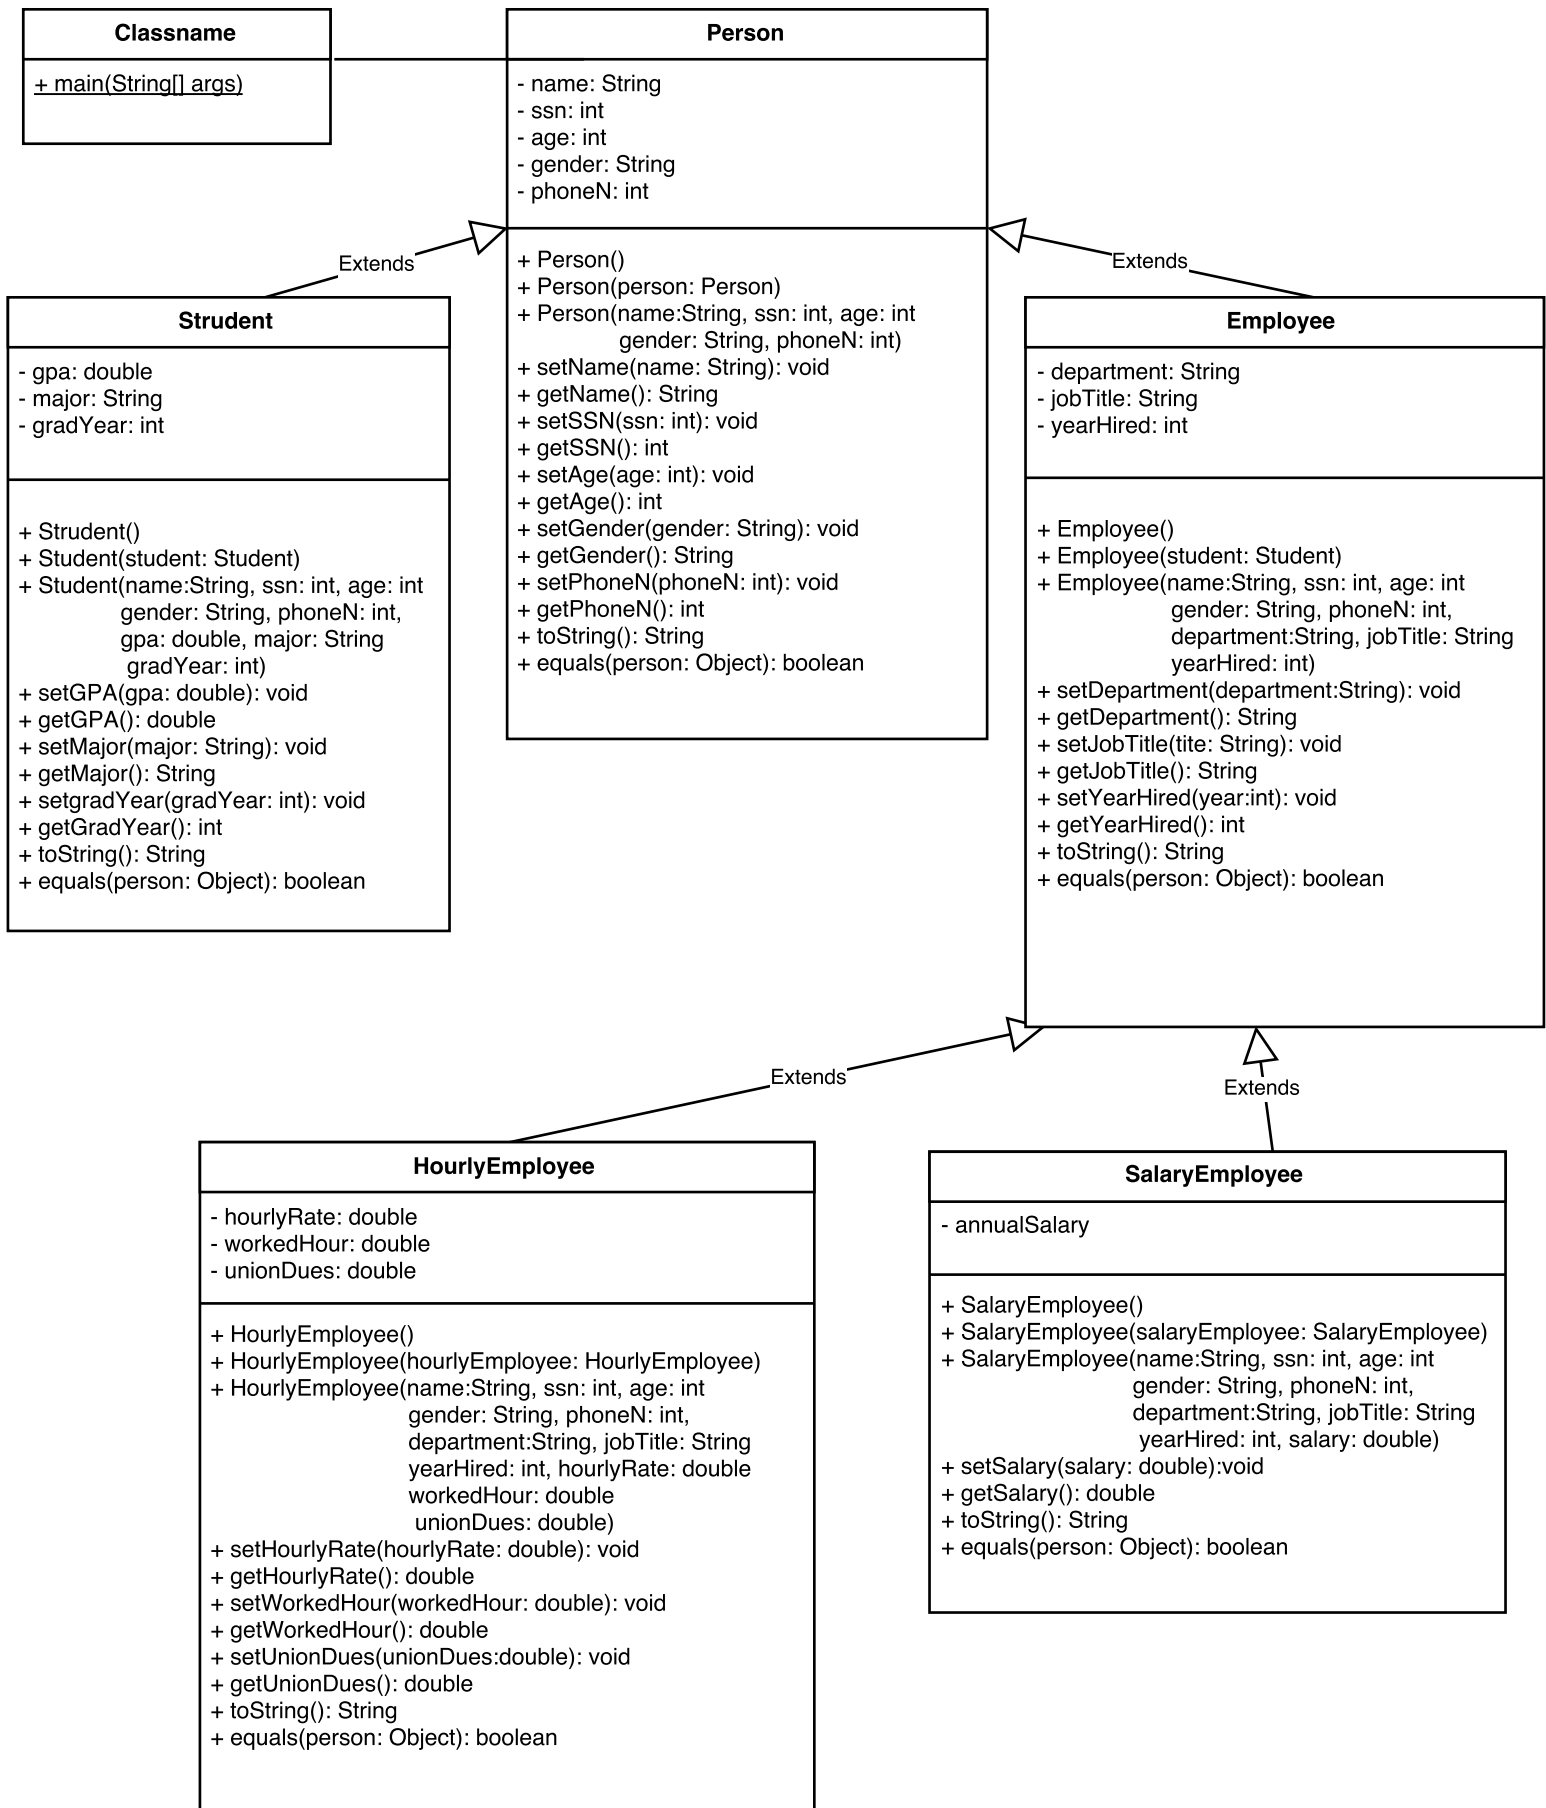 Classname
+ main(String[] args)
Person
- name: String
- ssn: int
- age: int
- gender: String
- phoneN: int
+ Person()
+ Person(person: Person)
+ Person(name:String, ssn: int, age: int
gender: String, phoneN: int)
+ setName(name: String): void
+ getName(): String
+ setSSN(ssn: int): void
+ getSSN(): int
+ setAge(age: int): void
+ getAge(): int
+ setGender(gender: String): void
+ getGender(): String
+ setPhoneN(phoneN: int): void
+ getPhoneN(): int
+ toString(): String
+ equals(person: Object): boolean
Extends
Extends
Strudent
- gpa: double
- major: String
- gradYear: int
+ Strudent()
+ Student(student: Student)
+ Student(name:String, ssn: int, age: int
gender: String, phoneN: int,
gpa: double, major: String
gradYear: int)
+ setGPA(gpa: double): void
+ getGPA(): double
+ setMajor(major: String): void
+ getMajor(): String
+ setgradYear(gradYear: int): void
+ getGradYear(): int
+ toString(): String
+ equals(person: Object): boolean
Employee
- department: String
- jobTitle: String
- yearHired: int
+ Employee()
+ Employee(student: Student)
+ Employee(name:String, ssn: int, age: int
gender: String, phoneN: int,
department:String, jobTitle: String
yearHired: int)
+ setDepartment(department:String): void
+ getDepartment(): String
+ setJobTitle(tite: String): void
+ getJobTitle(): String
+ setYearHired(year:int): void
+ getYearHired(): int
+ toString(): String
+ equals(person: Object): boolean
Extends
Extends
HourlyEmployee
- hourlyRate: double
- workedHour: double
- unionDues: double
+ HourlyEmployee()
+ HourlyEmployee(hourlyEmployee: HourlyEmployee)
+ HourlyEmployee(name:String, ssn: int, age: int
gender: String, phoneN: int,
department:String, jobTitle: String
yearHired: int, hourlyRate: double
workedHour: double
unionDues: double)
+ setHourlyRate(hourlyRate: double): void
+ getHourlyRate(): double
+ setWorkedHour(workedHour: double): void
+ getWorkedHour(): double
+ setUnionDues(unionDues:double): void
+ getUnionDues(): double
+ toString(): String
+ equals(person: Object): boolean
SalaryEmployee
- annualSalary
+ SalaryEmployee()
+ SalaryEmployee(salaryEmployee: SalaryEmployee)
+ SalaryEmployee(name:String, ssn: int, age: int
gender: String, phoneN: int,
department:String, jobTitle: String
yearHired: int, salary: double)
+ setSalary(salary: double):void
+ getSalary(): double
+ toString(): String
+ equals(person: Object): boolean